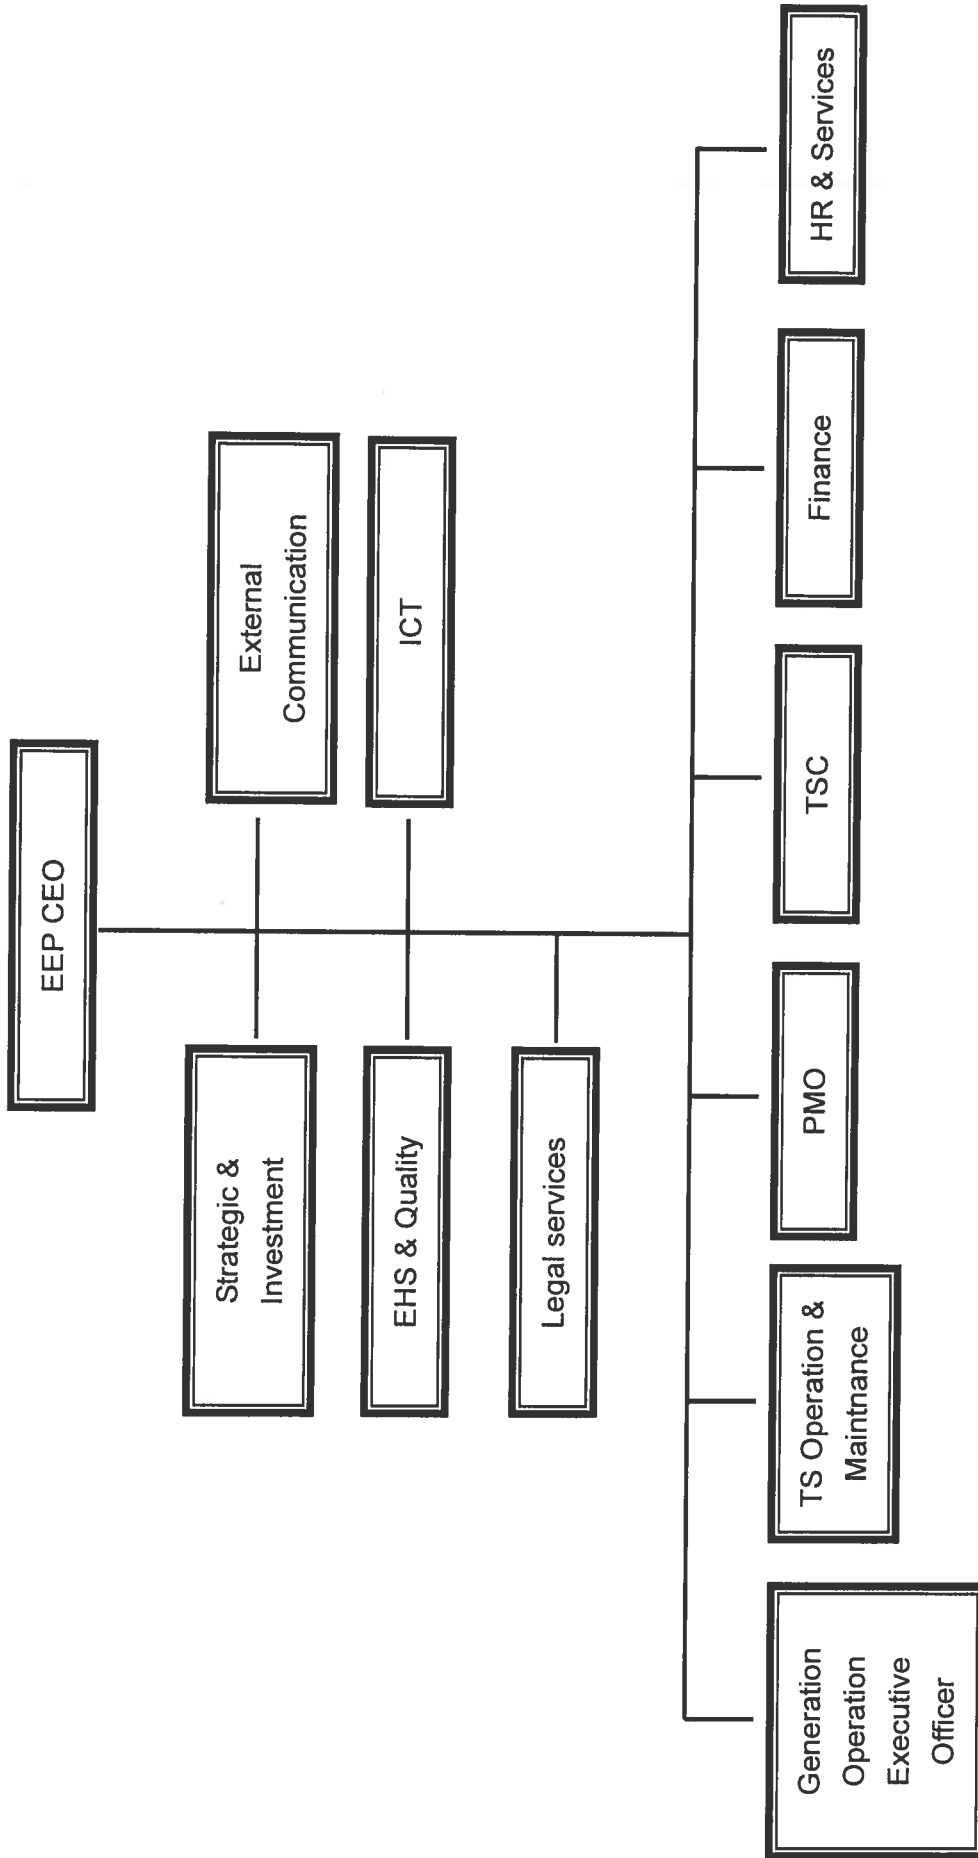 EEP CEO
Strategic &
Investment
External
Communication
EHS & Quality
ICT
Legal services
Generation
Operation
Executive
Officer
TS Operation &
Maintnance
PMO
TSC
Finance
HR & Services